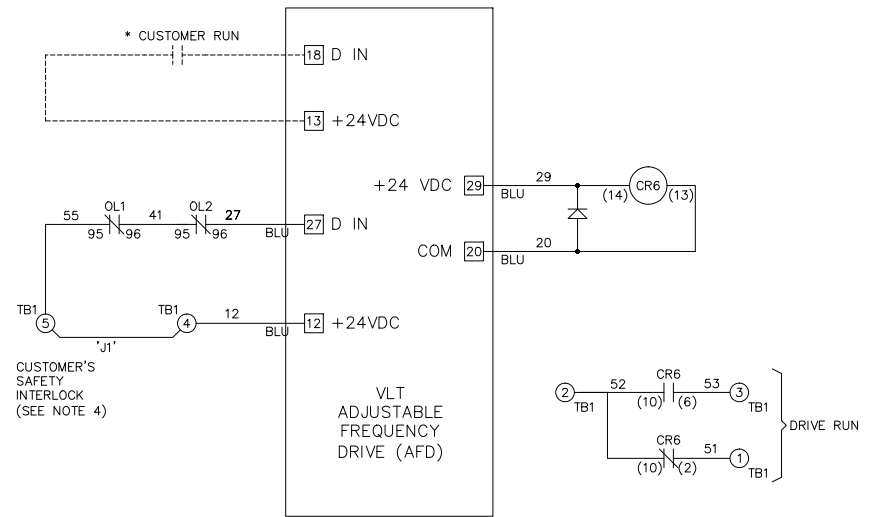 * CUSTOMER RUN
18 D IN
13 +24VDC
+24 VDC 29
29
BLU
CR6
(14) (13)
OL1
OL2
55 41 27
95 96 95 96
BLU
27 D IN
COM 20
20
BLU
TB1
5
TB1
4
12
BLU
12 +24VDC
'J1'
CUSTOMER'S
SAFETY
INTERLOCK
(SEE NOTE 4)
VLT
ADJUSTABLE
FREQUENCY
DRIVE (AFD)
CR6
2 52 53 3
TB1 (10) (6) TB1
DRIVE RUN
CR6
51 1
(10) (2) TB1